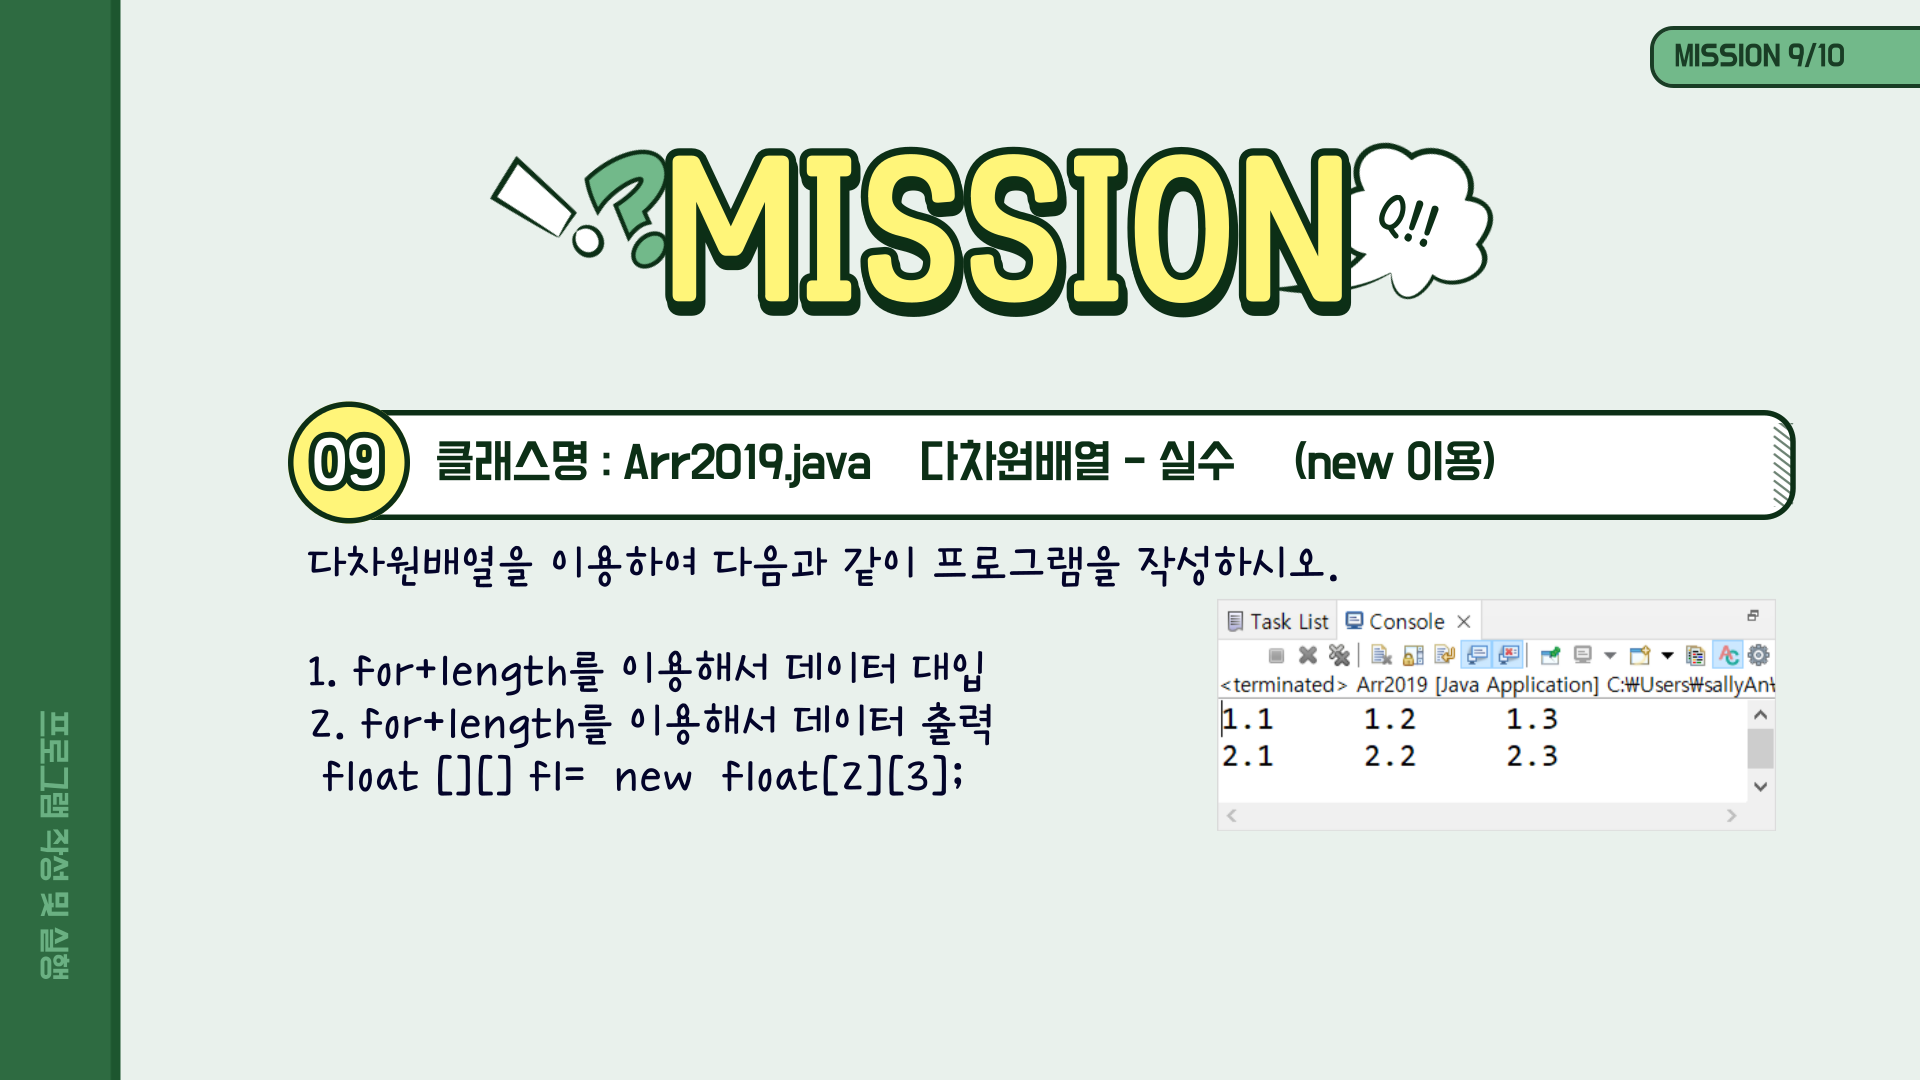 MISSION 9/10
MISSION
Q!!
09 클래스명 : Arr2019.java 다차원배열 - 실수 (new 이용)
다차원배열을 이용하여 다음과 같이 프로그램을 작성하시오.
1. for+length를 이용해서 데이터 대입
2. for+length를 이용해서 데이터 출력
float [][] fl= new float[2][3];
Task List Console
<terminated> Arr2019 [Java Application] C:₩Users₩sallyAn₩
1.1 1.2 1.3
2.1 2.2 2.3
프로그램 작성 및 실행